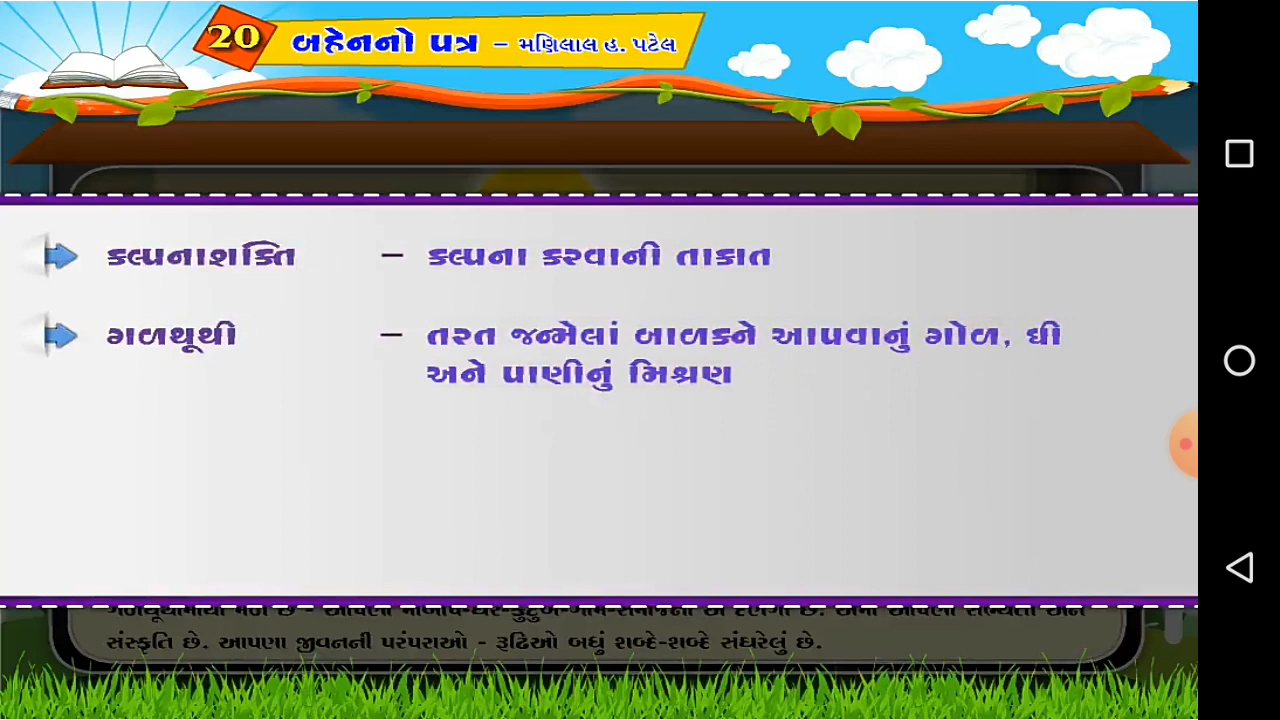 20 બહેનનો પત્ર – મણિલાલ હ. પટેલ
કલ્પનાશક્તિ – કલ્પના કરવાની તાકાત
ગળથૂથી – તરત જન્મેલાં બાળકને આપવાનું ગોળ, ઘી
અને પાણીનું મિશ્રણ
સંસ્કૃતિ છે. આપણા જીવનની પરંપરાઓ - રૂઢિઓ બધું શબ્દે-શબ્દે સંઘરેલું છે.